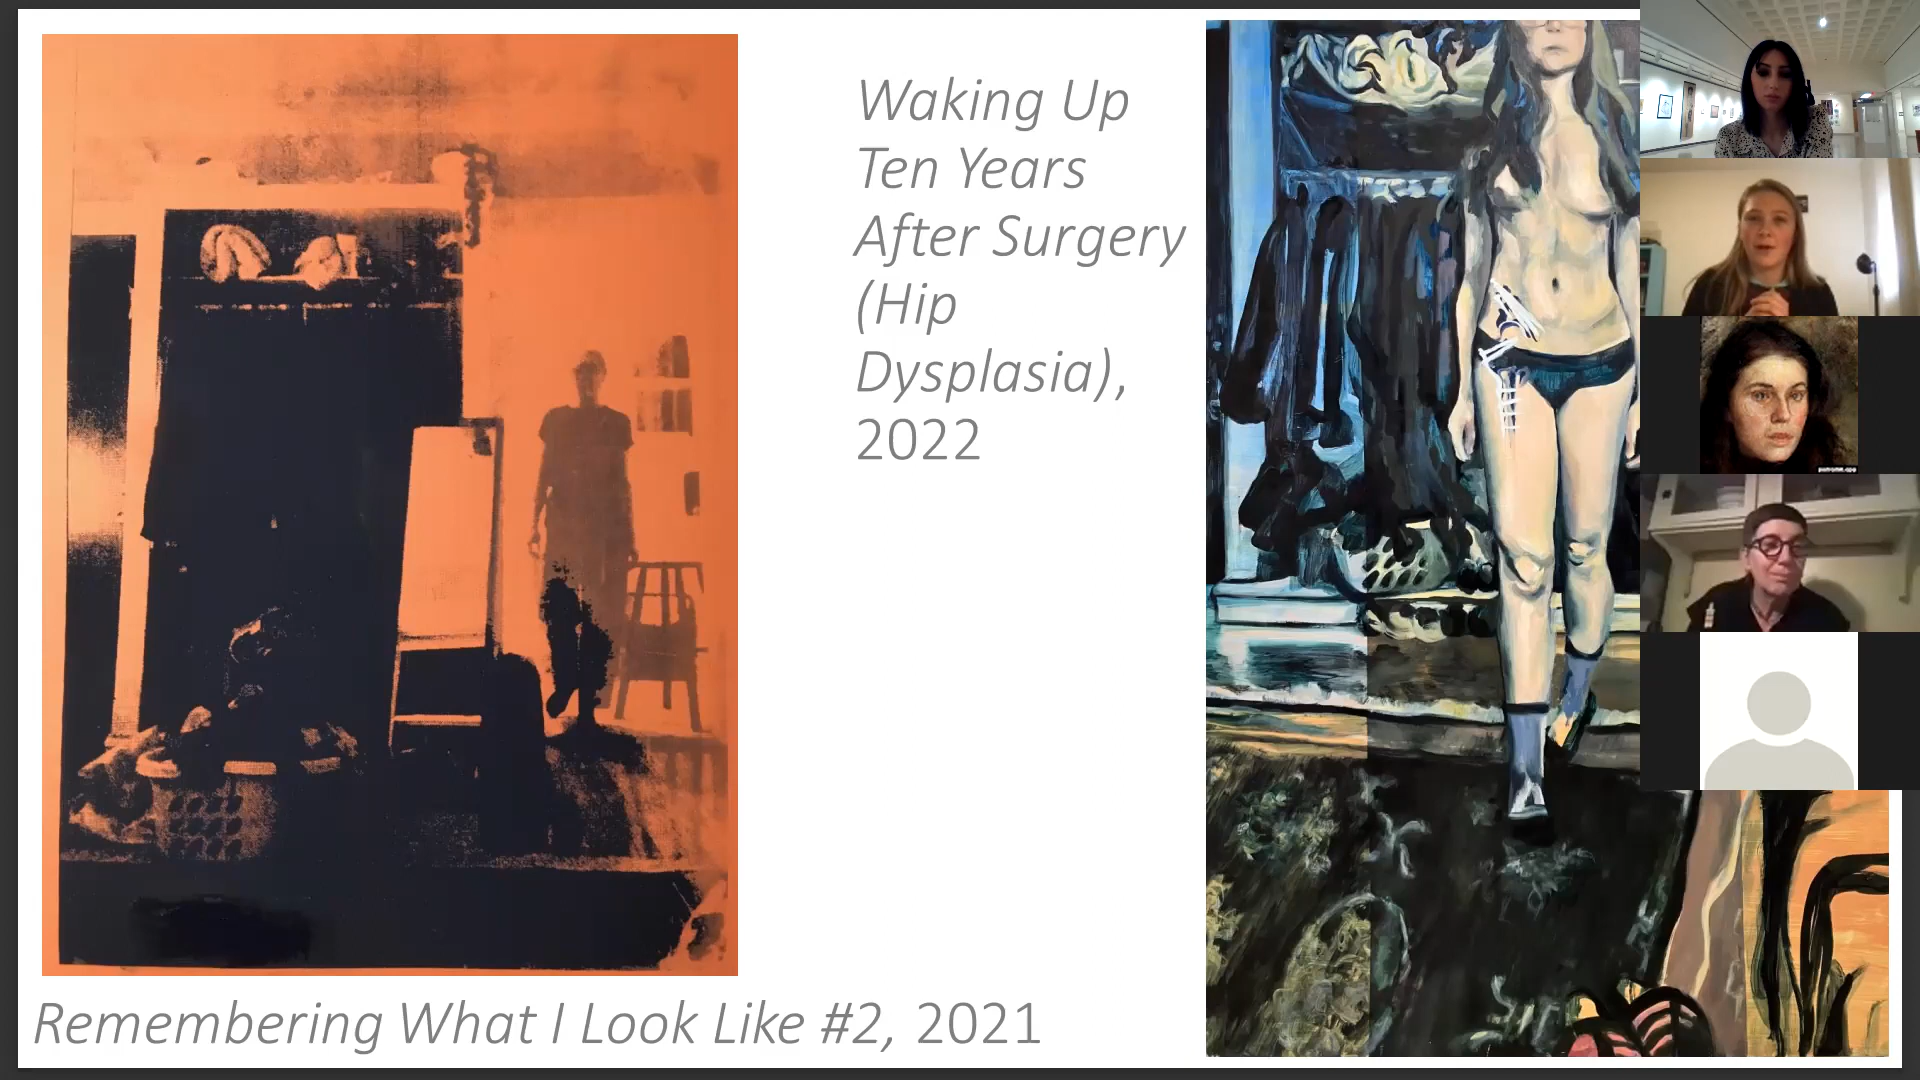 Waking Up
Ten Years
After Surgery
(Hip
Dysplasia),
2022
Remembering What I Look Like #2, 2021